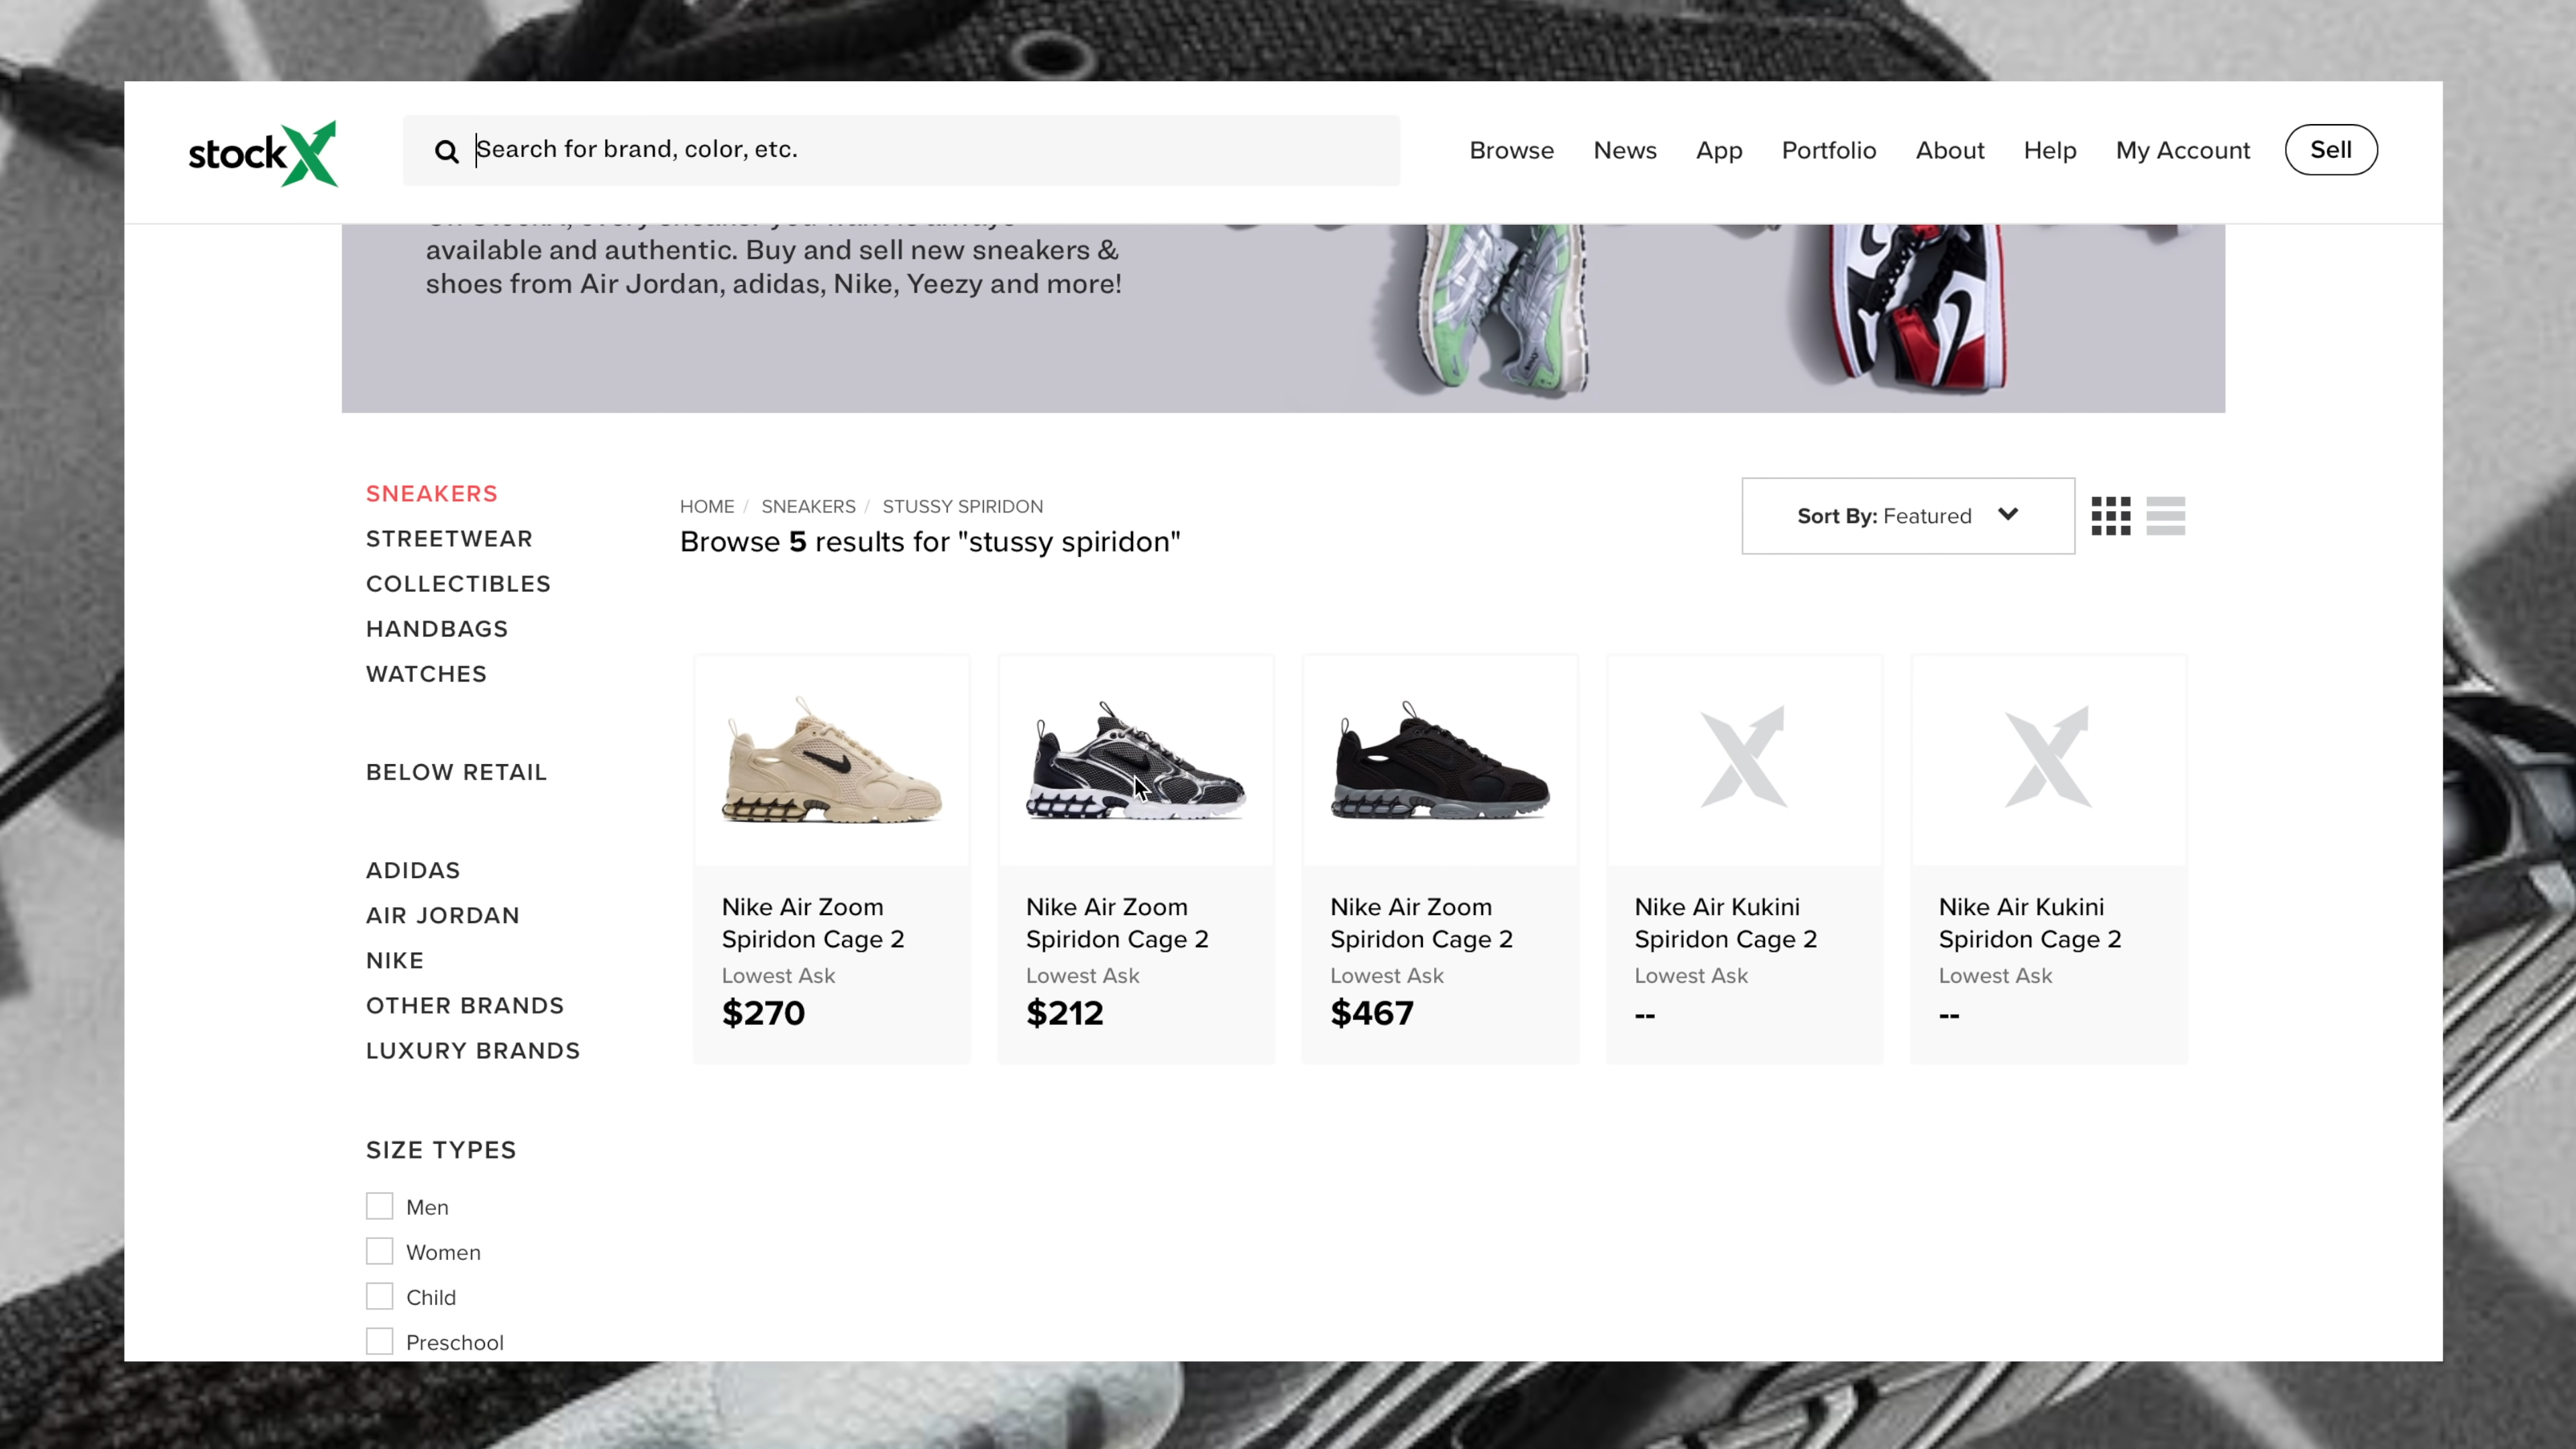 stockX
Search for brand, color, etc.
Browse
News
App
Portfolio
About
Help
My Account
Sell
available and authentic. Buy and sell new sneakers &
shoes from Air Jordan, adidas, Nike, Yeezy and more!
SNEAKERS
STREETWEAR
COLLECTIBLES
HANDBAGS
WATCHES
BELOW RETAIL
ADIDAS
AIR JORDAN
NIKE
OTHER BRANDS
LUXURY BRANDS
SIZE TYPES
Men
Women
Child
Preschool
HOME / SNEAKERS / STUSSY SPIRIDON
Browse 5 results for "stussy spiridon"
Sort By: Featured
Nike Air Zoom
Spiridon Cage 2
Lowest Ask
$270
Nike Air Zoom
Spiridon Cage 2
Lowest Ask
$212
Nike Air Zoom
Spiridon Cage 2
Lowest Ask
$467
Nike Air Kukini
Spiridon Cage 2
Lowest Ask
--
Nike Air Kukini
Spiridon Cage 2
Lowest Ask
--